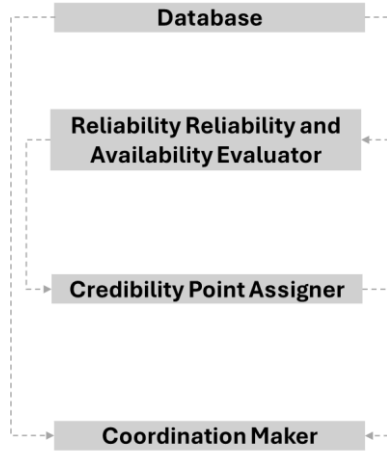 Database
Reliability Reliability and
Availability Evaluator
Credibility Point Assigner
Coordination Maker